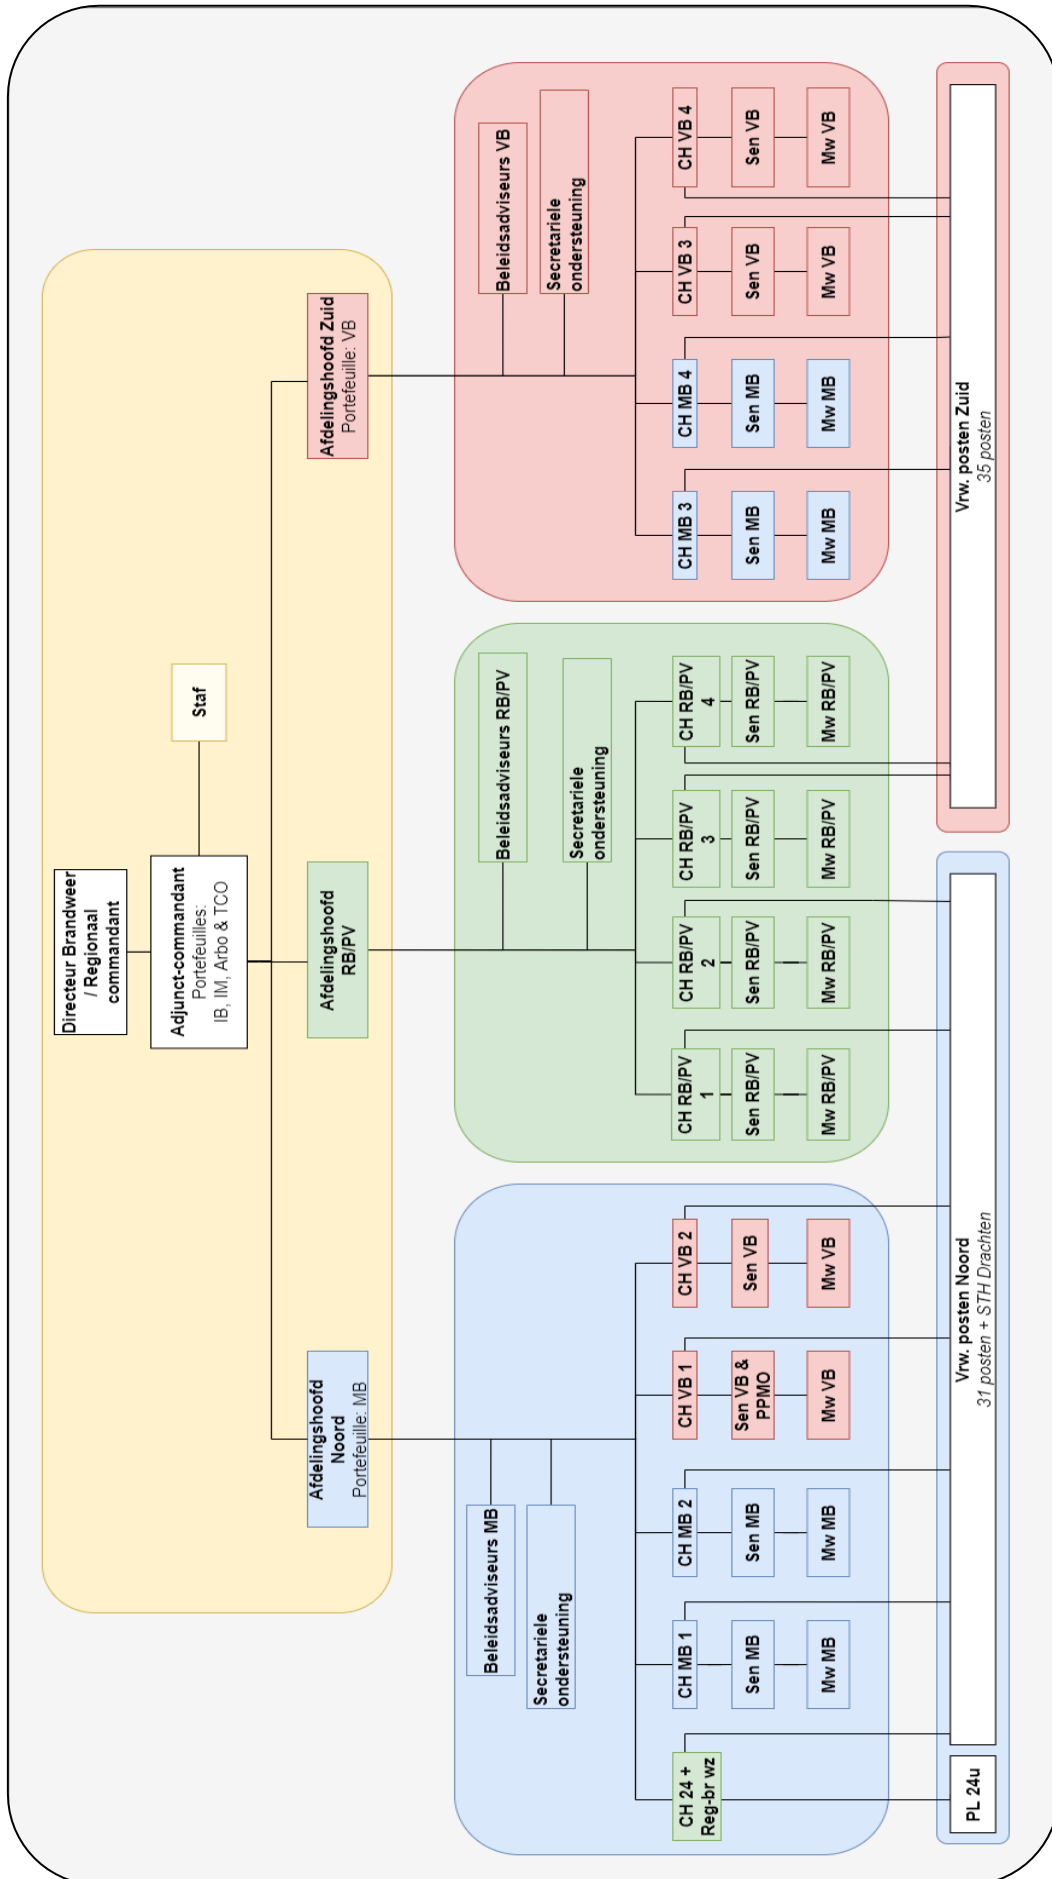 Directeur Brandweer
/ Regionaal
commandant
Adjunct-commandant
Portefeuilles:
IB, IM, Arbo & TCO
Staf
Afdelingshoofd
Noord
Portefeuille: MB
Afdelingshoofd
RB/PV
Afdelingshoofd Zuid
Portefeuille: VB
Beleidsadviseurs MB
Secretariele
ondersteuning
CH 24 +
Reg-br wz
CH MB 1
Sen MB
Mw MB
CH MB 2
Sen MB
Mw MB
CH VB 1
Sen VB &
PPMO
Mw VB
CH VB 2
Sen VB
Mw VB
Beleidsadviseurs RB/PV
Secretariele
ondersteuning
CH RB/PV
1
Sen RB/PV
Mw RB/PV
CH RB/PV
2
Sen RB/PV
Mw RB/PV
CH RB/PV
3
Sen RB/PV
Mw RB/PV
CH RB/PV
4
Sen RB/PV
Mw RB/PV
Beleidsadviseurs VB
Secretariele
ondersteuning
CH MB 3
Sen MB
Mw MB
CH MB 4
Sen MB
Mw MB
CH VB 3
Sen VB
Mw VB
CH VB 4
Sen VB
Mw VB
PL 24u
Vrw. posten Noord
31 posten + STH Drachten
Vrw. posten Zuid
35 posten